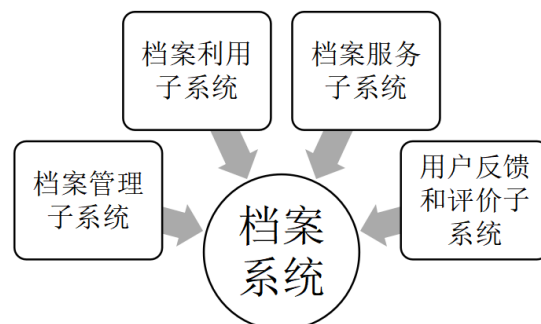 档案利用
子系统
档案服务
子系统
档案管理
子系统
用户反馈
和评价子
系统
档案
系统